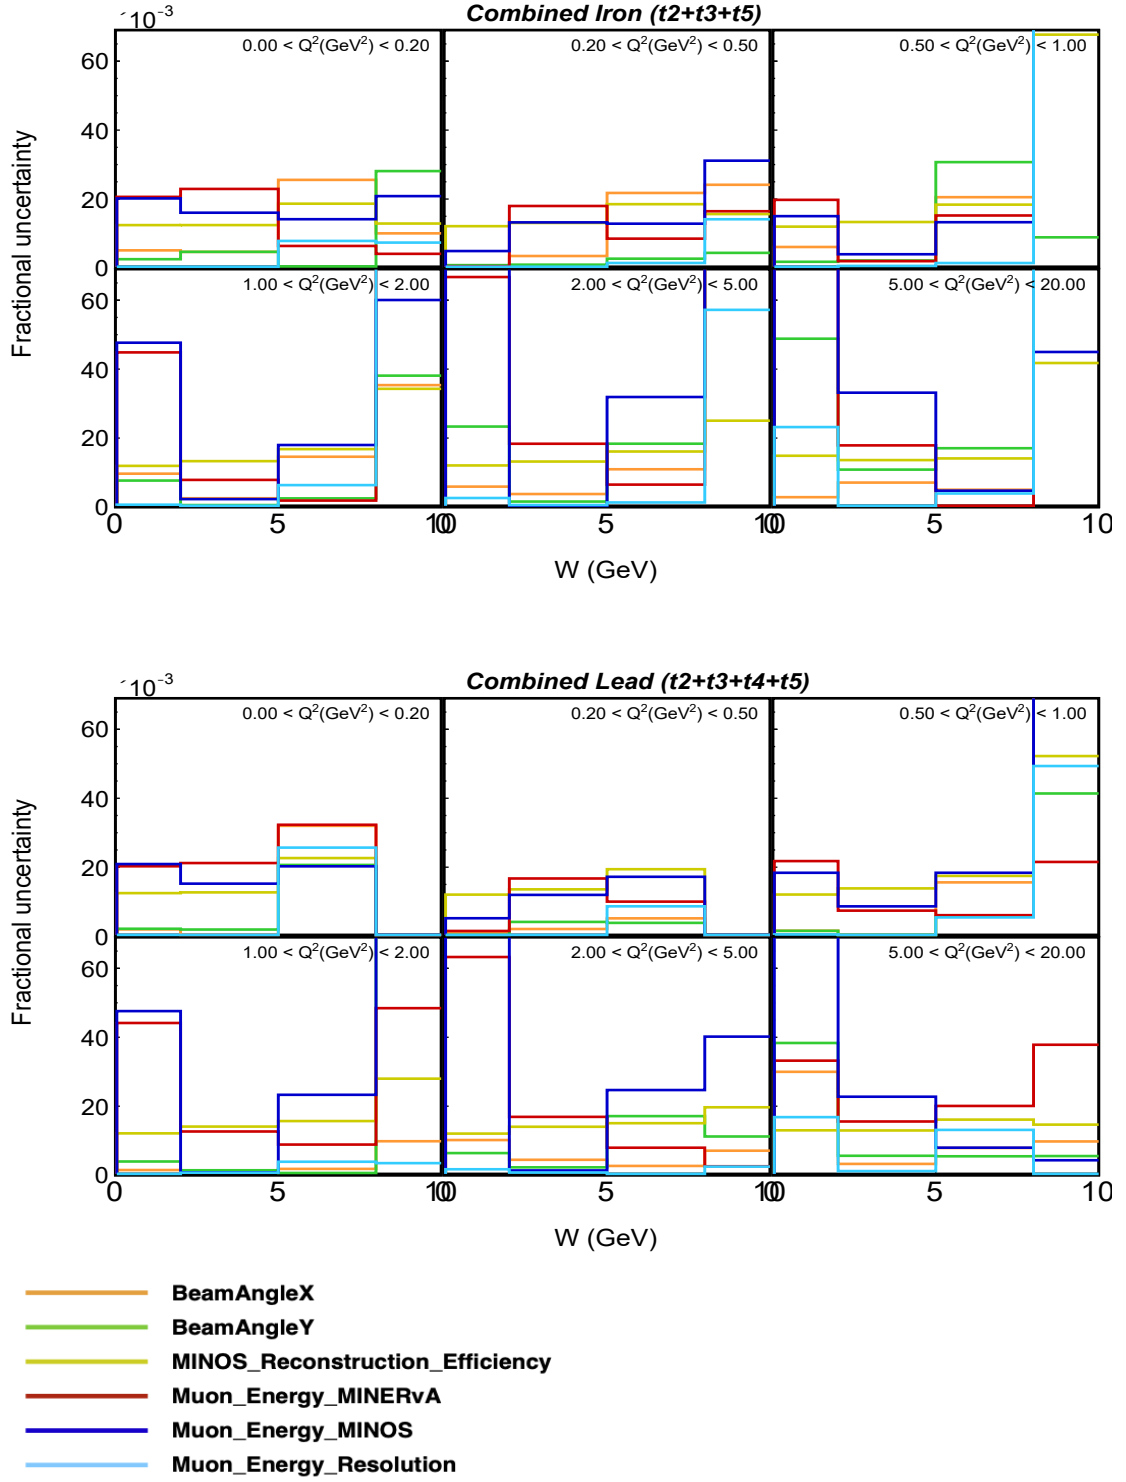 ´10⁻³ Combined Iron (t2+t3+t5)
0.00 < Q²(GeV²) < 0.20 0.20 < Q²(GeV²) < 0.50 0.50 < Q²(GeV²) < 1.00
60
40
20
0
Fractional uncertainty
1.00 < Q²(GeV²) < 2.00 2.00 < Q²(GeV²) < 5.00 5.00 < Q²(GeV²) < 20.00
60
40
20
0
0 5 10 0 5 10 0 5 10
W (GeV)
´10⁻³ Combined Lead (t2+t3+t4+t5)
0.00 < Q²(GeV²) < 0.20 0.20 < Q²(GeV²) < 0.50 0.50 < Q²(GeV²) < 1.00
60
40
20
0
Fractional uncertainty
1.00 < Q²(GeV²) < 2.00 2.00 < Q²(GeV²) < 5.00 5.00 < Q²(GeV²) < 20.00
60
40
20
0
0 5 10 0 5 10 0 5 10
W (GeV)
BeamAngleX
BeamAngleY
MINOS_Reconstruction_Efficiency
Muon_Energy_MINERvA
Muon_Energy_MINOS
Muon_Energy_Resolution